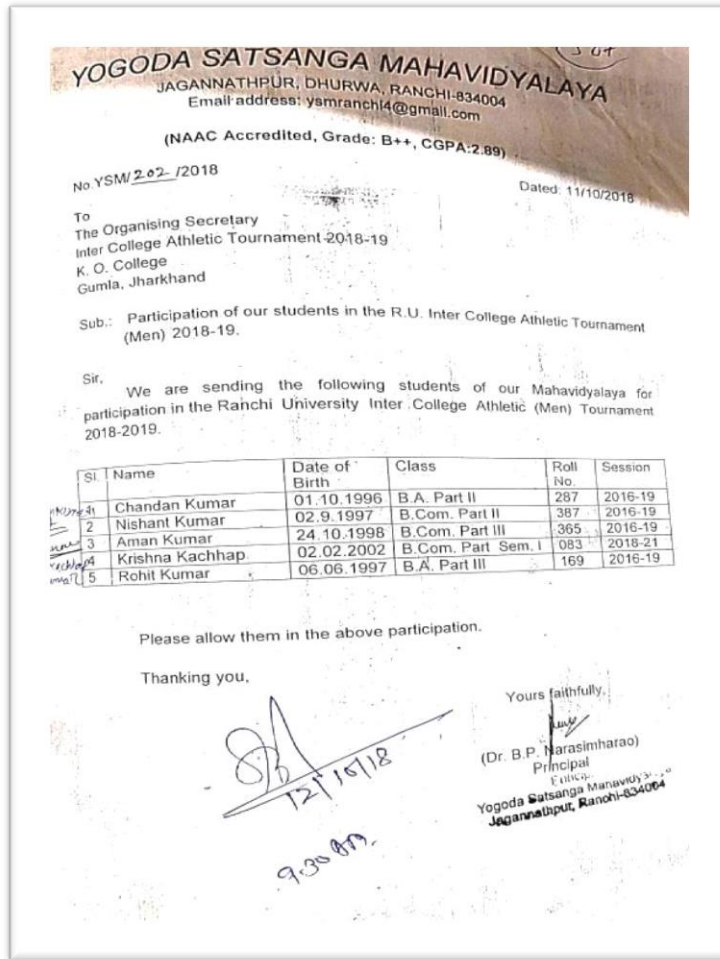 YOGODA SATSANGA MAHAVIDYALAYA
JAGANNATHPUR, DHURWA, RANCHI-834004
Email address: ysmranchi4@gmail.com
(NAAC Accredited, Grade: B++, CGPA:2.89)
No.YSM/202/2018
Dated: 11/10/2018
To
The Organising Secretary
Inter College Athletic Tournament 2018-19
K. O. College
Gumla, Jharkhand
Sub.: Participation of our students in the R.U. Inter College Athletic Tournament
(Men) 2018-19.
Sir,
We are sending the following students of our Mahavidyalaya for
participation in the Ranchi University Inter College Athletic (Men) Tournament
2018-2019.
Sl. Name Date of Birth Class Roll No. Session
1 Chandan Kumar 01.10.1996 B.A. Part II 287 2016-19
2 Nishant Kumar 02.9.1997 B.Com. Part II 387 2016-19
3 Aman Kumar 24.10.1998 B.Com. Part III 365 2016-19
4 Krishna Kachhap 02.02.2002 B.Com. Part Sem. I 083 2018-21
5 Rohit Kumar 06.06.1997 B.A. Part III 169 2016-19
Please allow them in the above participation.
Thanking you,
Yours faithfully,
(Dr. B.P. Narasimharao)
Principal
Yogoda Satsanga
Jagannathput, Ranchi-834004
12/10/18
9.30 AM.